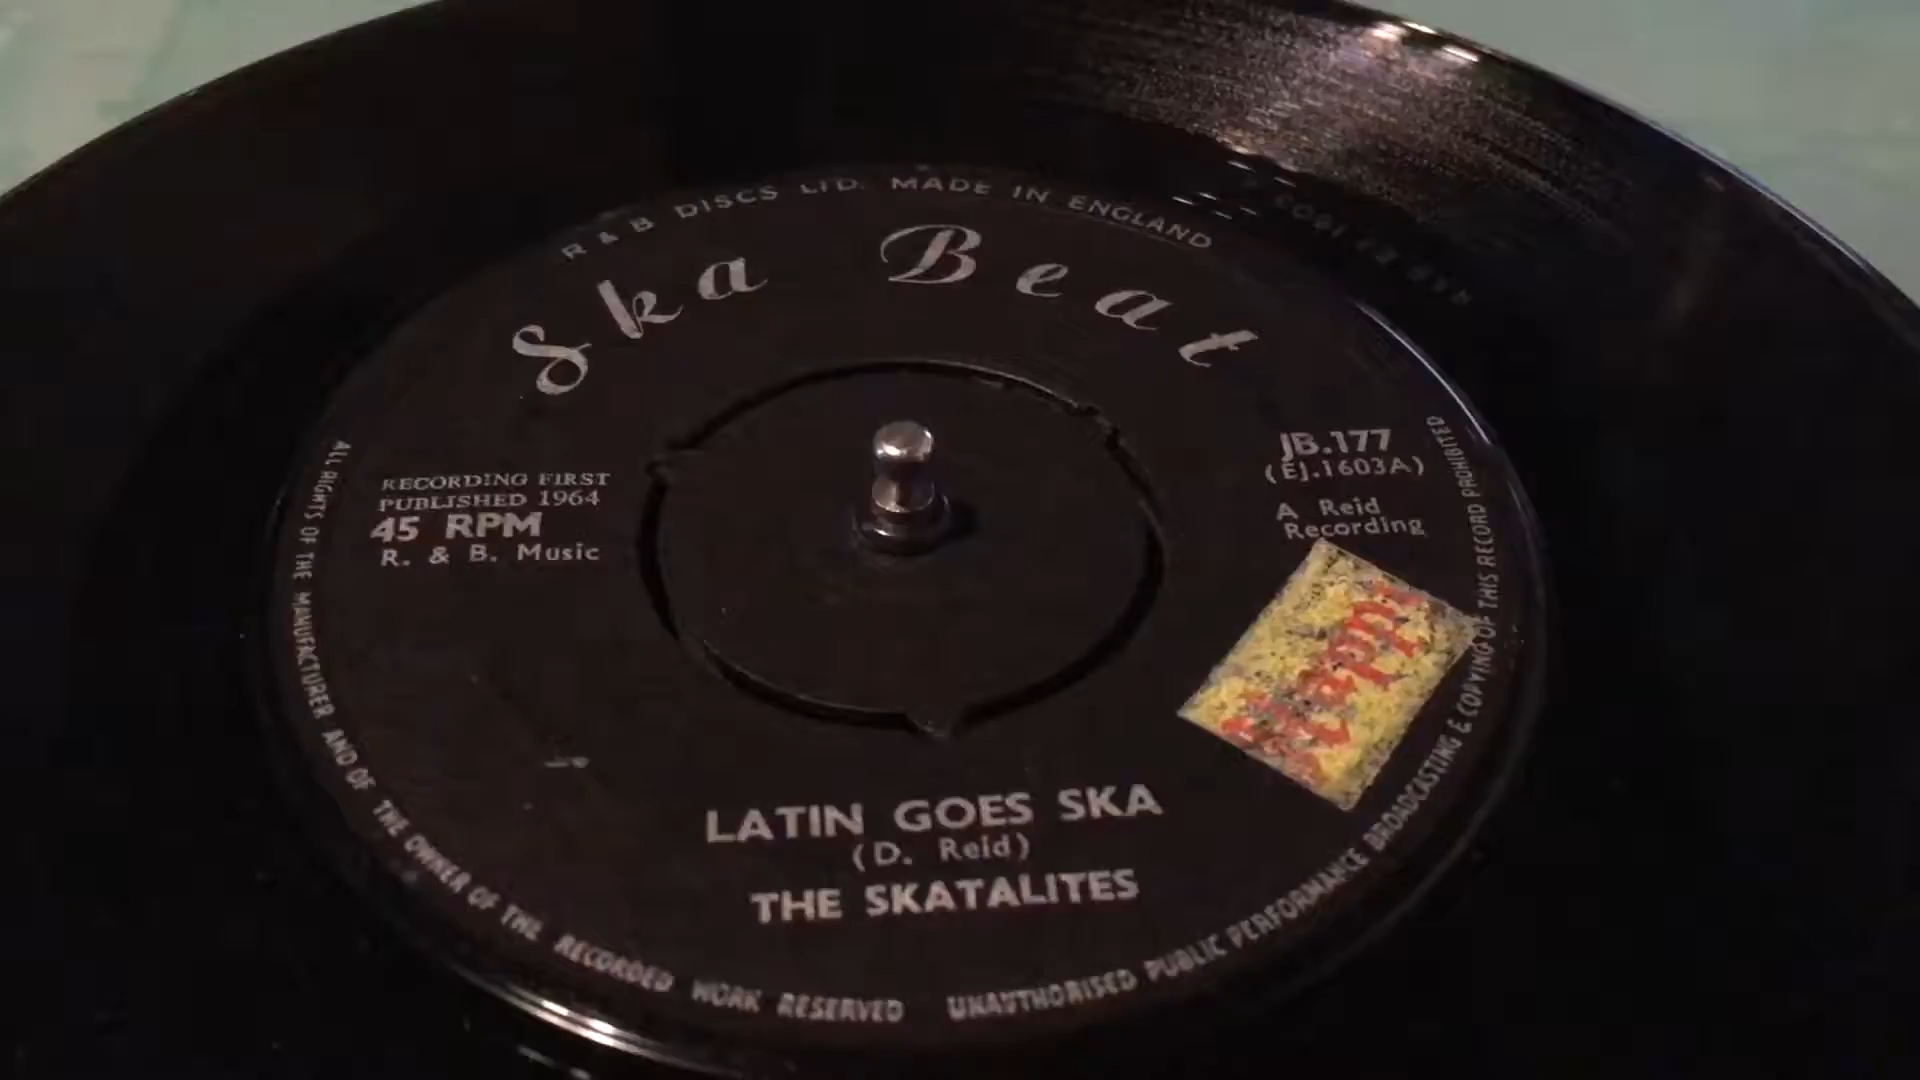 R & B DISCS LTD. MADE IN ENGLAND
Ska Beat
RECORDING FIRST
PUBLISHED 1964
45 RPM
R. & B. Music
JB.177
(EJ.1603A)
A Reid
Recording
LATIN GOES SKA
(D. Reid)
THE SKATALITES
ALL RIGHTS OF THE MANUFACTURER AND OF THE OWNER OF THE RECORDED WORK RESERVED
UNAUTHORISED PUBLIC PERFORMANCE BROADCASTING & COPYING OF THIS RECORD PROHIBITED